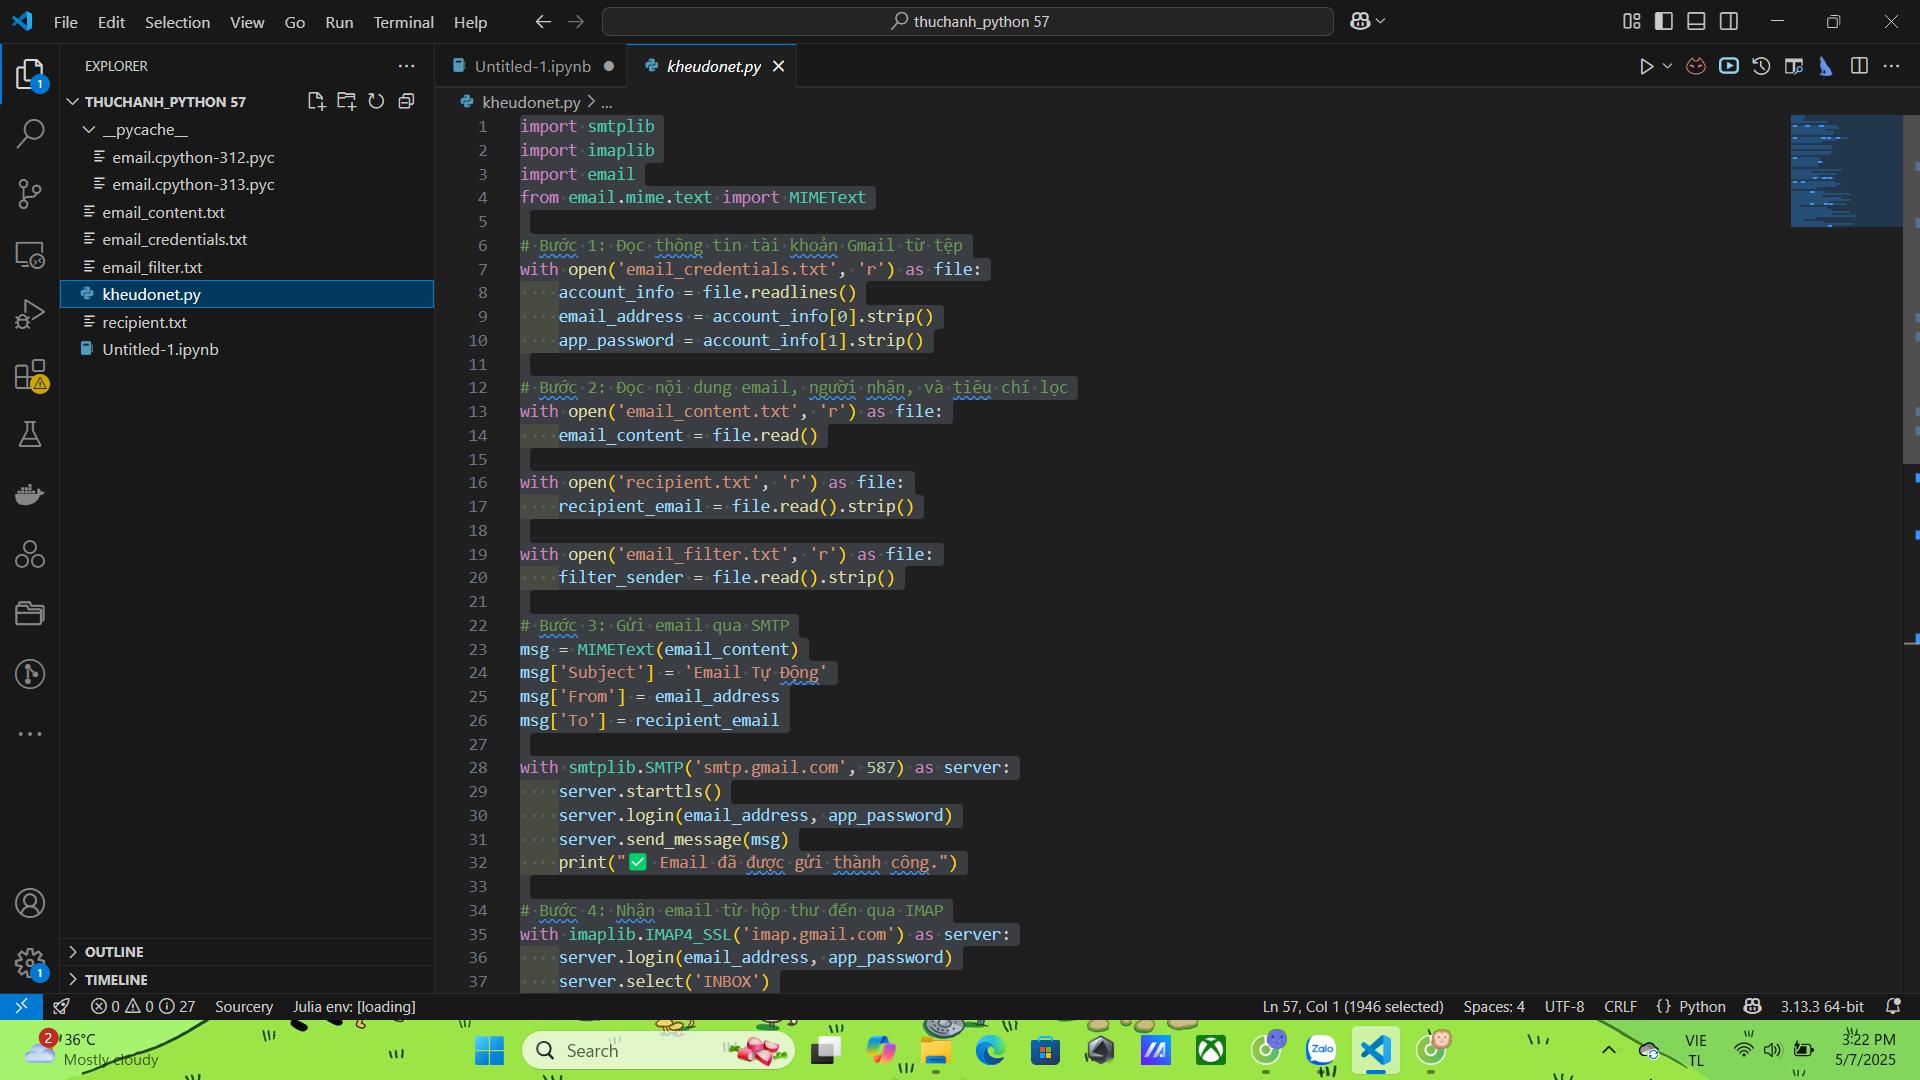 File Edit Selection View Go Run Terminal Help
thuchanh_python 57
EXPLORER
THUCHANH_PYTHON 57
__pycache__
email.cpython-312.pyc
email.cpython-313.pyc
email_content.txt
email_credentials.txt
email_filter.txt
kheudonet.py
recipient.txt
Untitled-1.ipynb
OUTLINE
TIMELINE
1
1
Untitled-1.ipynb
kheudonet.py
kheudonet.py > ...
1 import smtplib
2 import imaplib
3 import email
4 from email.mime.text import MIMEText
5
6 # Bước 1: Đọc thông tin tài khoản Gmail từ tệp
7 with open('email_credentials.txt', 'r') as file:
8 account_info = file.readlines()
9 email_address = account_info[0].strip()
10 app_password = account_info[1].strip()
11
12 # Bước 2: Đọc nội dung email, người nhận, và tiêu chí lọc
13 with open('email_content.txt', 'r') as file:
14 email_content = file.read()
15
16 with open('recipient.txt', 'r') as file:
17 recipient_email = file.read().strip()
18
19 with open('email_filter.txt', 'r') as file:
20 filter_sender = file.read().strip()
21
22 # Bước 3: Gửi email qua SMTP
23 msg = MIMEText(email_content)
24 msg['Subject'] = 'Email Tự Động'
25 msg['From'] = email_address
26 msg['To'] = recipient_email
27
28 with smtplib.SMTP('smtp.gmail.com', 587) as server:
29 server.starttls()
30 server.login(email_address, app_password)
31 server.send_message(msg)
32 print("✅ Email đã được gửi thành công.")
33
34 # Bước 4: Nhận email từ hộp thư đến qua IMAP
35 with imaplib.IMAP4_SSL('imap.gmail.com') as server:
36 server.login(email_address, app_password)
37 server.select('INBOX')
0 0 27 Sourcery Julia env: [loading]
Ln 57, Col 1 (1946 selected) Spaces: 4 UTF-8 CRLF {} Python 3.13.3 64-bit
2
36°C
Mostly cloudy
Search
Zalo
VIE
TL
3:22 PM
5/7/2025